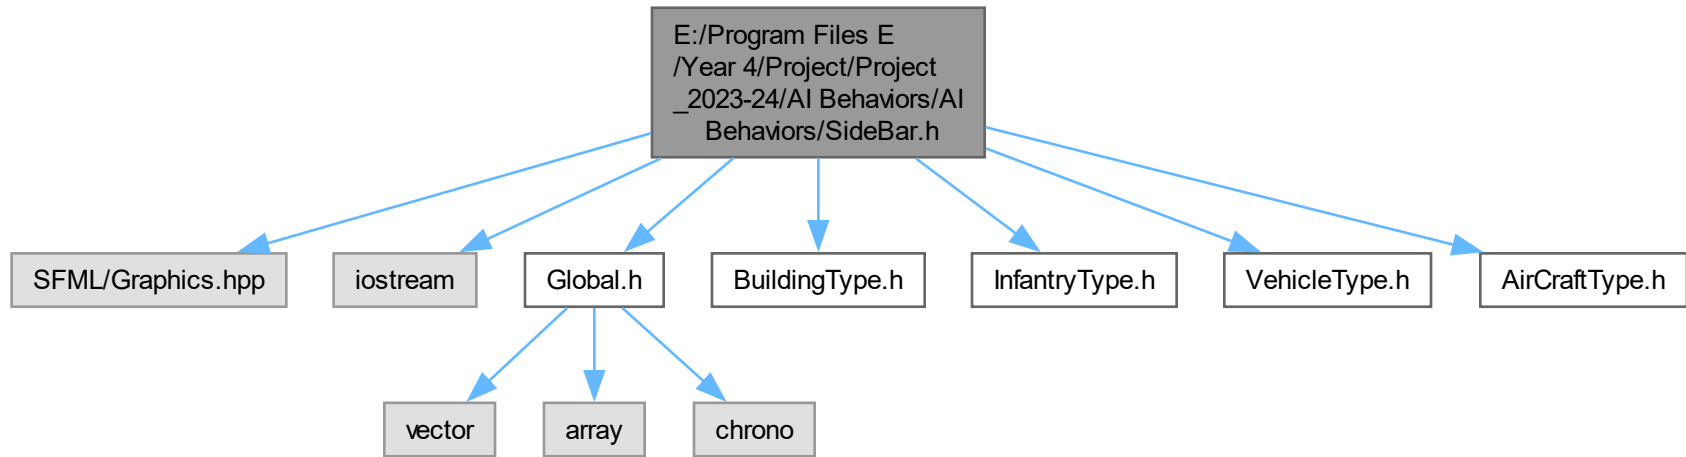 E:/Program Files E
/Year 4/Project/Project
_2023-24/AI Behaviors/AI
Behaviors/SideBar.h
SFML/Graphics.hpp
iostream
Global.h
BuildingType.h
InfantryType.h
VehicleType.h
AirCraftType.h
vector
array
chrono